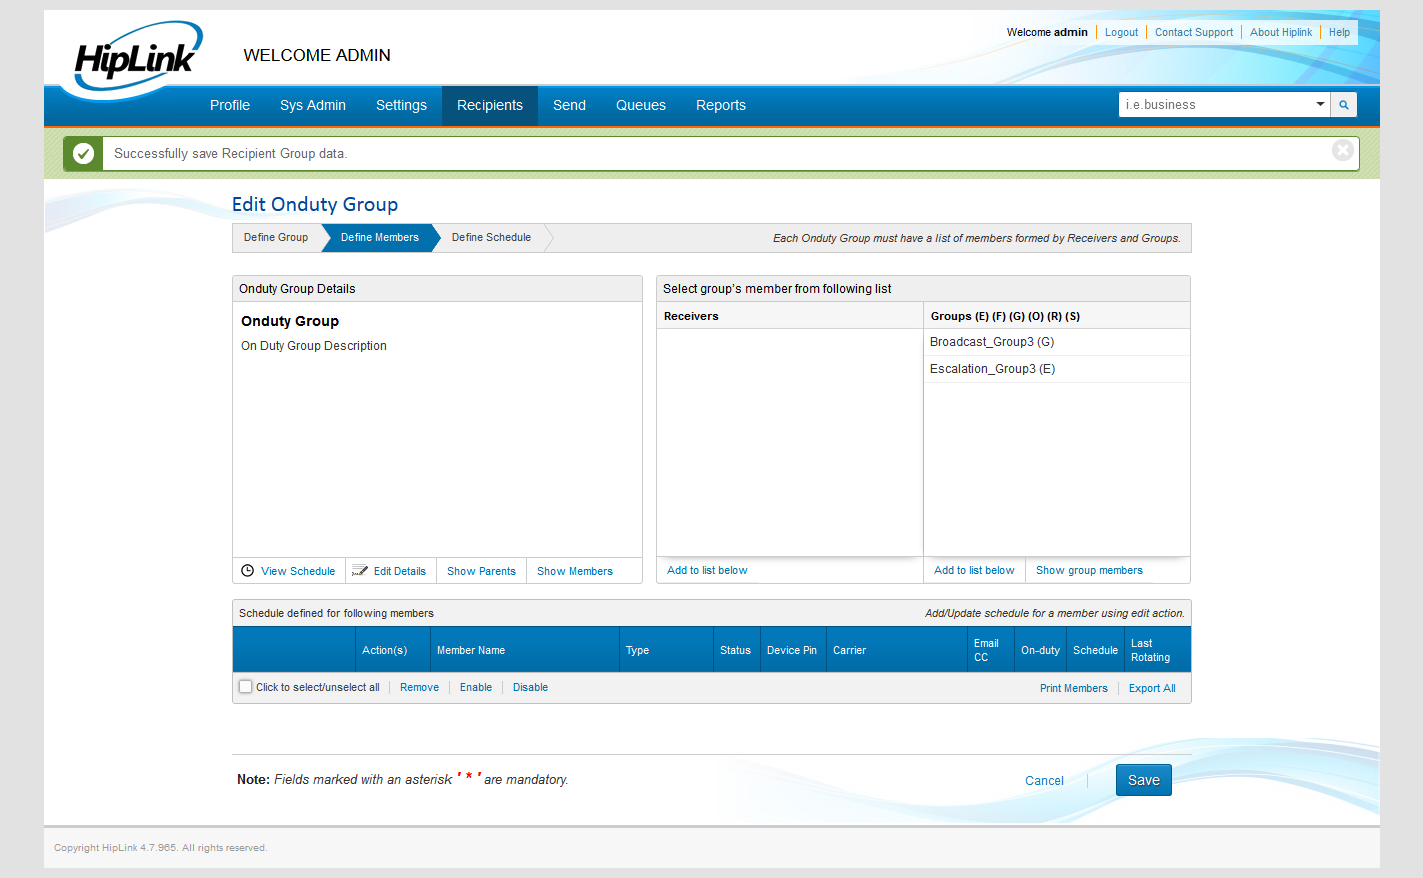 HipLink
WELCOME ADMIN
Welcome admin Logout Contact Support About Hiplink Help
Profile Sys Admin Settings Recipients Send Queues Reports i.e.business
Successfully save Recipient Group data.
Edit Onduty Group
Define Group Define Members Define Schedule Each Onduty Group must have a list of members formed by Receivers and Groups.
Onduty Group Details
Onduty Group
On Duty Group Description
View Schedule Edit Details Show Parents Show Members
Select group's member from following list
Receivers Groups (E) (F) (G) (O) (R) (S)
Broadcast_Group3 (G)
Escalation_Group3 (E)
Add to list below Add to list below Show group members
Schedule defined for following members Add/Update schedule for a member using edit action.
Action(s) Member Name Type Status Device Pin Carrier Email CC On-duty Schedule Last Rotating
Click to select/unselect all Remove Enable Disable Print Members Export All
Note: Fields marked with an asterisk ' * ' are mandatory. Cancel Save
Copyright HipLink 4.7.965. All rights reserved.